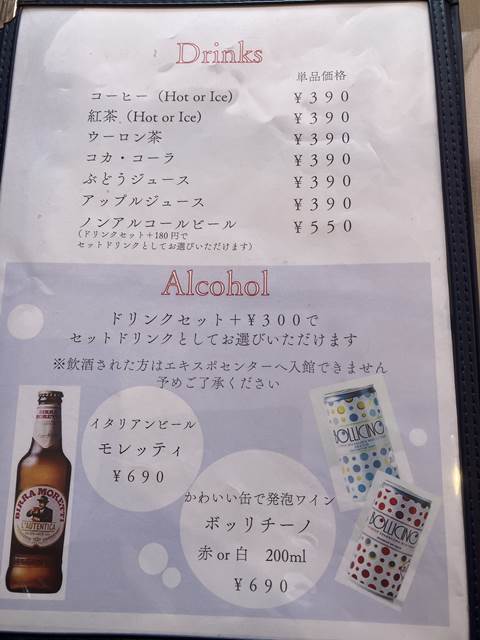 Drinks
単品価格
コーヒー（Hot or Ice） ￥390
紅茶（Hot or Ice） ￥390
ウーロン茶 ￥390
コカ・コーラ ￥390
ぶどうジュース ￥390
アップルジュース ￥390
ノンアルコールビール ￥550
（ドリンクセット＋180円で
セットドリンクとしてお選びいただけます）
Alcohol
ドリンクセット＋￥300で
セットドリンクとしてお選びいただけます
※飲酒された方はエキスポセンターへ入館できません
予めご了承ください
イタリアンビール
モレッティ
￥690
BIRRA MORETTI
L'AUTENTICA
かわいい缶で発泡ワイン
ボッリチーノ
赤 or 白 200ml
￥690
BOLLICINO
BOLLICINO